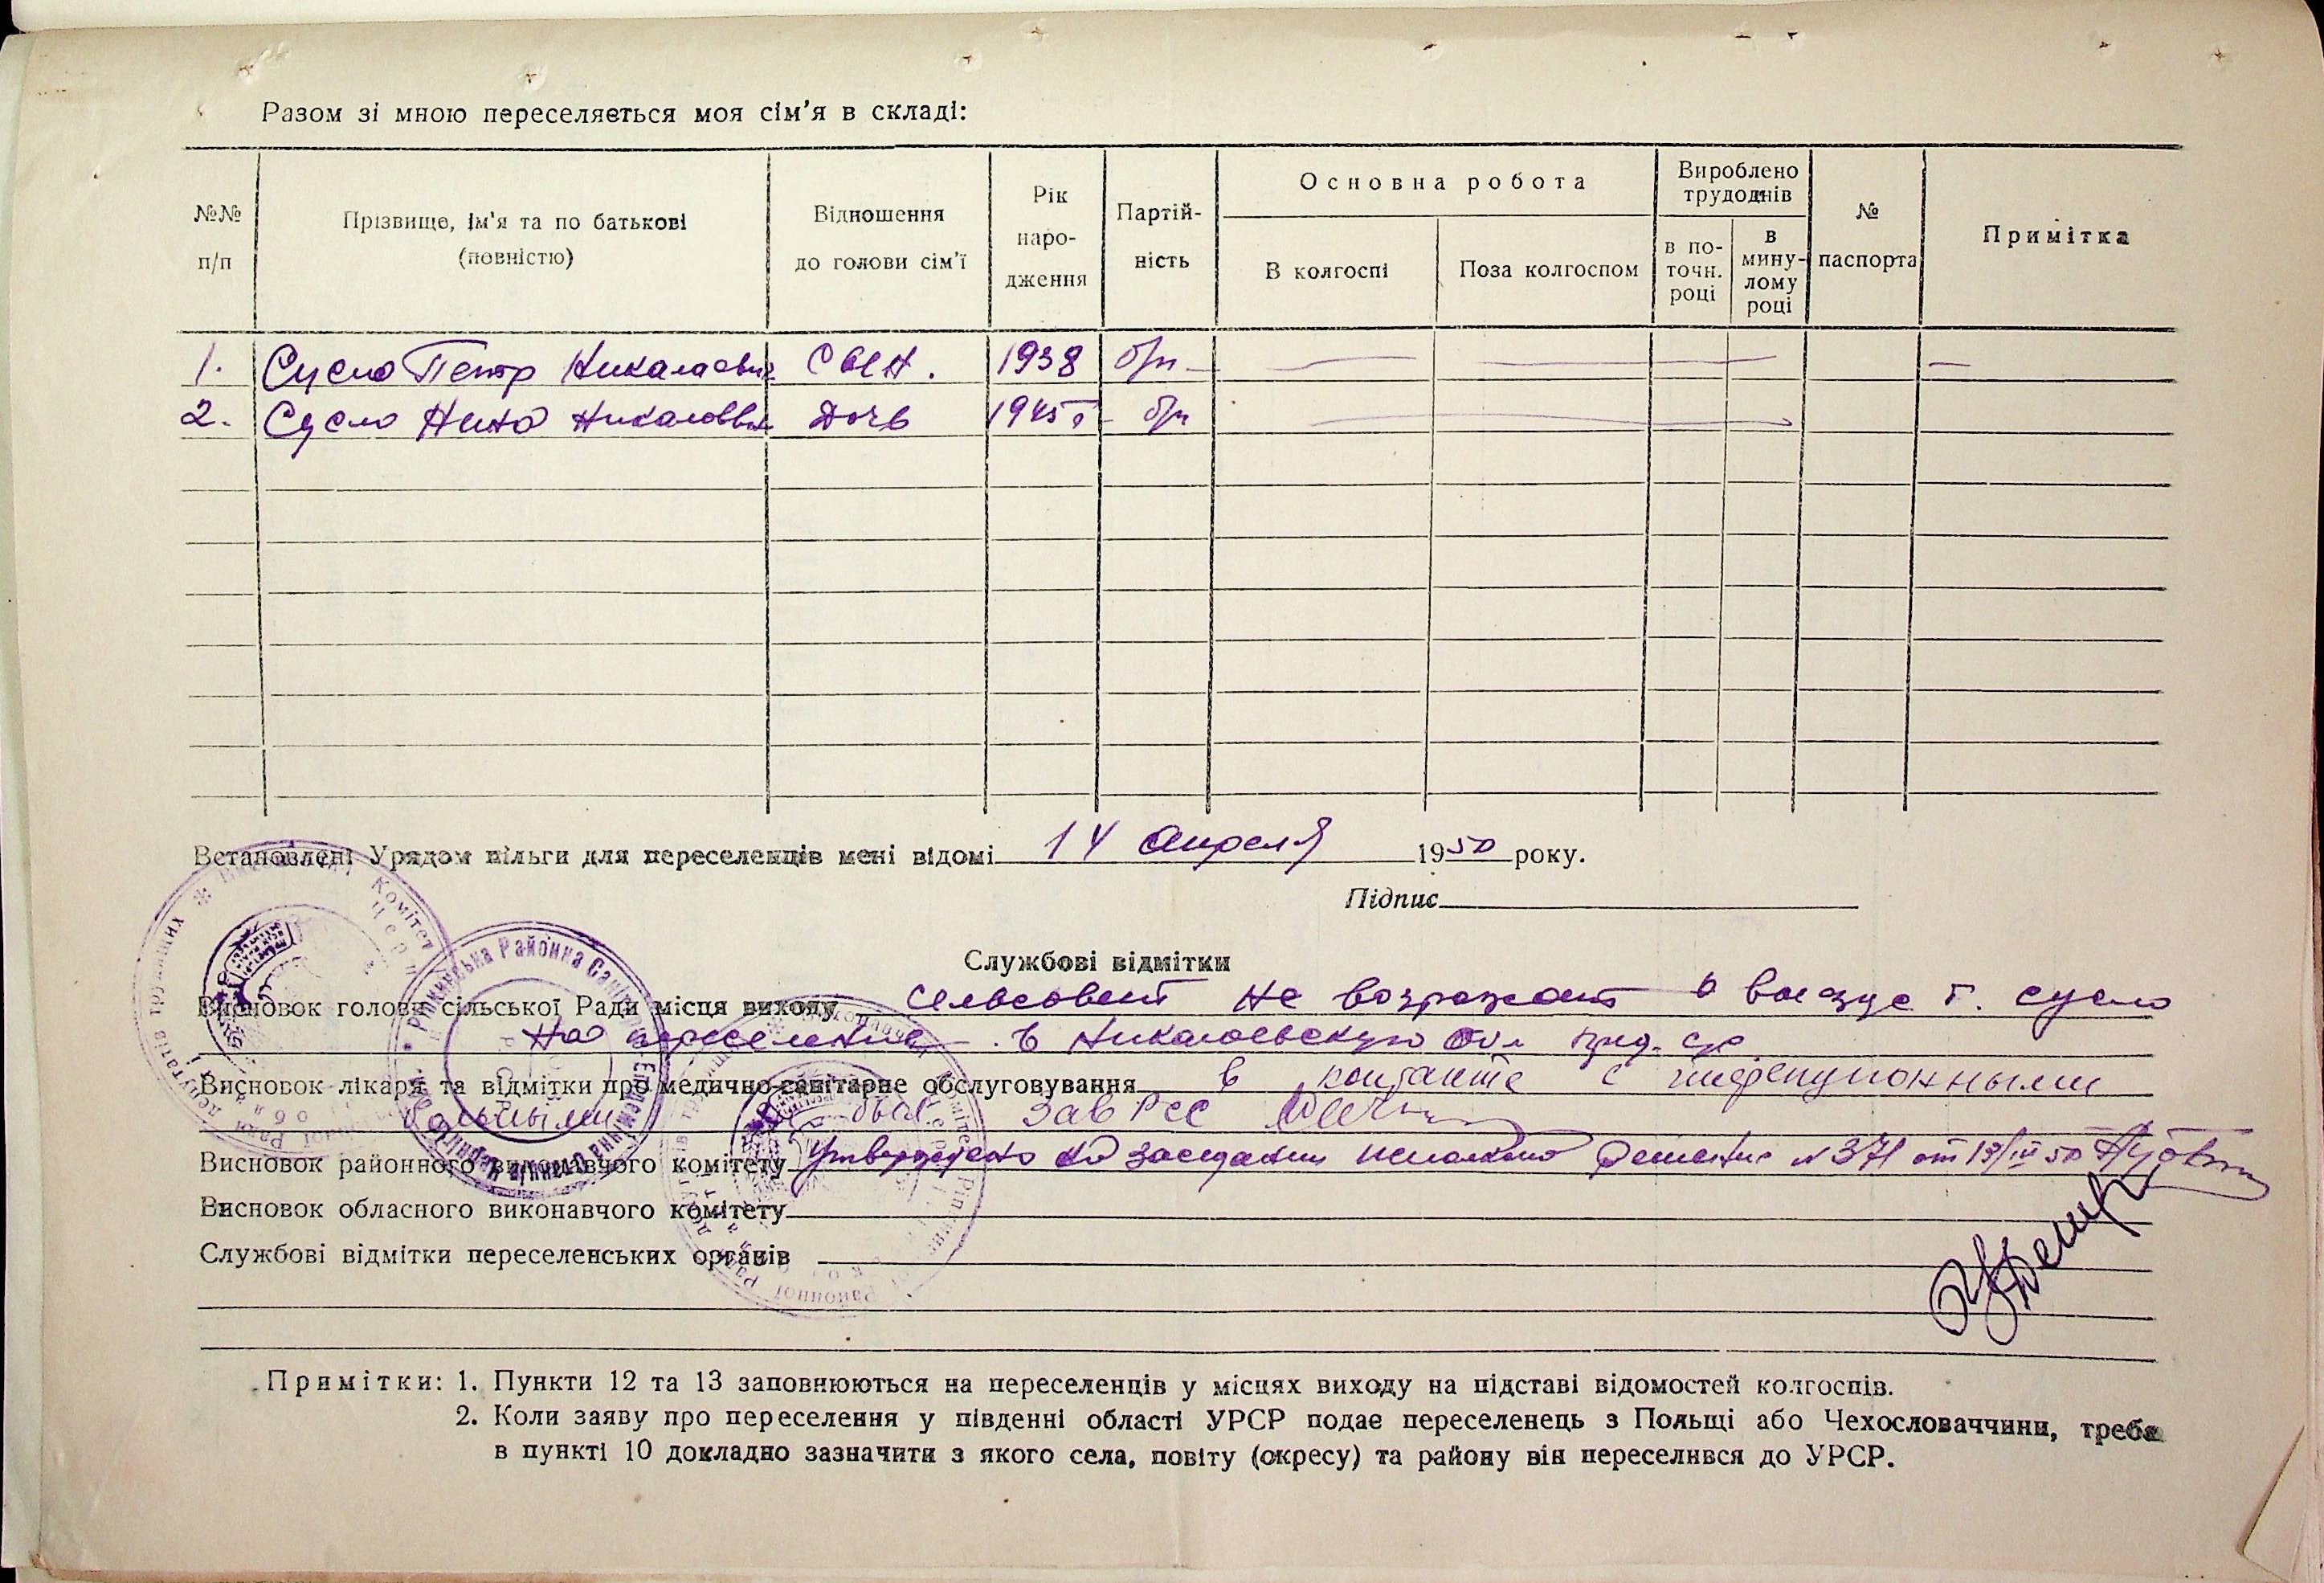 Разом зі мною переселяеться моя сім'я в складі:
№№ п/п
Прізвище, ім'я та по батькові (повністю)
Відношення до голови сім'ї
Рік народження
Партійність
Основна робота
В колгоспі
Поза колгоспом
Вироблено трудоднів
в поточн. році
в минулому році
№ паспорта
Примітка
1. Сусло Петр Николаевич сын. 1938 б/п —
2. Сусло Нина Дочь 1945 г. б/п
Встановлені Урядом пільги для переселенців мені відомі 14 апреля 1950 року.
Підпис
Службові відмітки
Висновок голови сільської Ради місця виходу сельсовет не возражает о выезде г. Сусло
на переселение в Николаевскую обл
Висновок лікаря та відмітки про медично-санітарне обслуговування в контакте с инфекционными
больными был Зав РСС
Висновок районного виконавчого комітету Утверждено на заседании исполкома Решение N 371 от 13/III 50
Висновок обласного виконавчого комітету
Службові відмітки переселенських органів
Примітки: 1. Пункти 12 та 13 заповнюються на переселенців у місцях виходу на підставі відомостей колгоспів.
2. Коли заяву про переселення у південні області УРСР подає переселенець з Польщі або Чехословаччини, треба
в пункті 10 докладно зазначити з якого села, повіту (окресу) та району він переселився до УРСР.